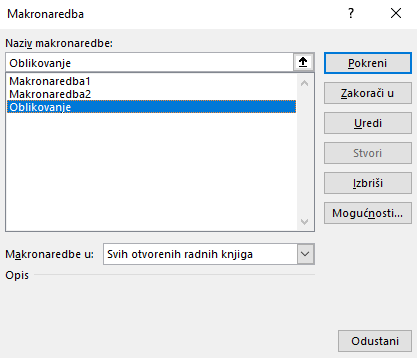 Makronaredba
?
Naziv makronaredbe:
Oblikovanje
Pokreni
Makronaredba1
Makronaredba2
Oblikovanje
Zakorači u
Uredi
Stvori
Izbriši
Mogućnosti...
Makronaredbe u:
Svih otvorenih radnih knjiga
Opis
Odustani